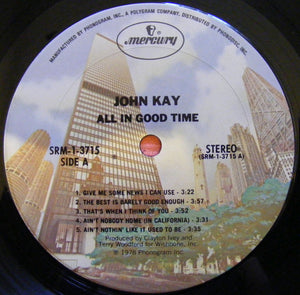 MANUFACTURED BY PHONOGRAM, INC., A POLYGRAM COMPANY, DISTRIBUTED BY PHONODISC, INC.
mercury
JOHN KAY
ALL IN GOOD TIME
SRM-1-3715
SIDE A
STEREO
(SRM-1-3715 A)
1. GIVE ME SOME NEWS I CAN USE - 3:22
2. THE BEST IS BARELY GOOD ENOUGH - 3:57
3. THAT'S WHEN I THINK OF YOU - 3:52
4. AIN'T NOBODY HOME (IN CALIFORNIA) - 3:31
5. AIN'T NOTHIN' LIKE IT USED TO BE - 3:35
Produced by Clayton Ivey and
Terry Woodford for Wishbone, Inc.
℗ 1978 Phonogram Inc.